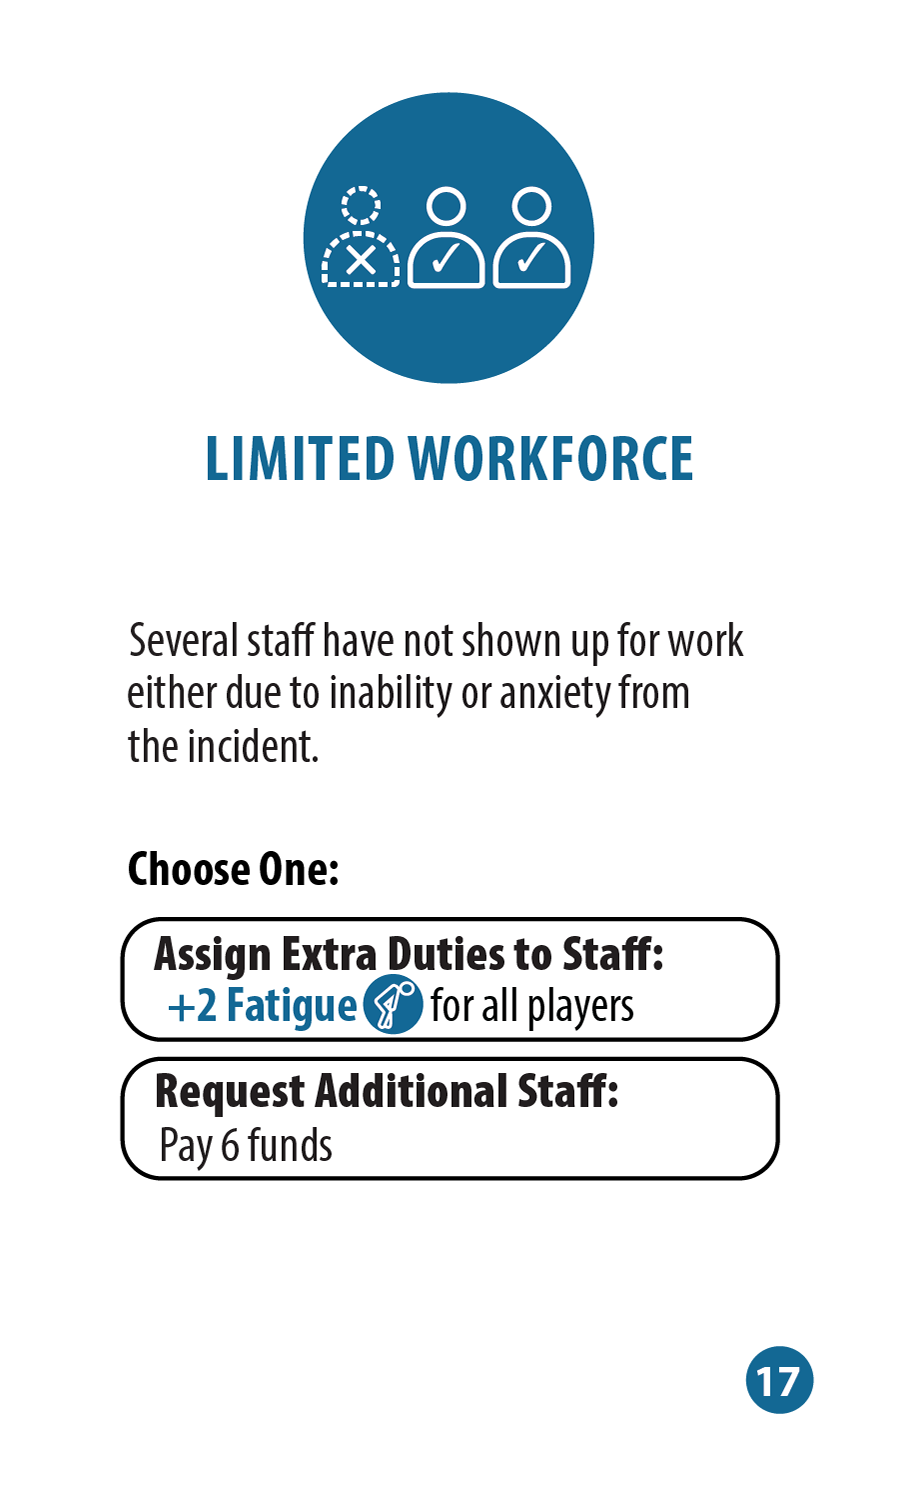 LIMITED WORKFORCE
Several staff have not shown up for work
either due to inability or anxiety from
the incident.
Choose One:
Assign Extra Duties to Staff:
+2 Fatigue for all players
Request Additional Staff:
Pay 6 funds
17